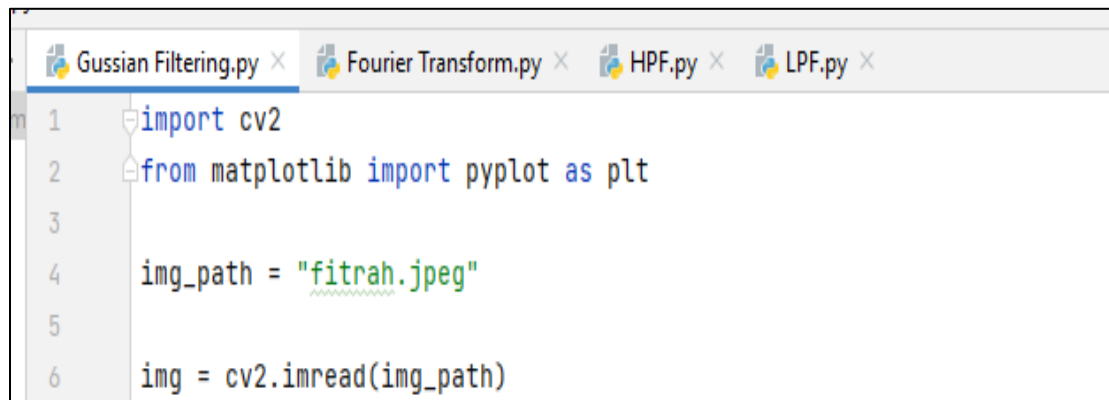 Gussian Filtering.py Fourier Transform.py HPF.py LPF.py
1 import cv2
2 from matplotlib import pyplot as plt
3
4 img_path = "fitrah.jpeg"
5
6 img = cv2.imread(img_path)